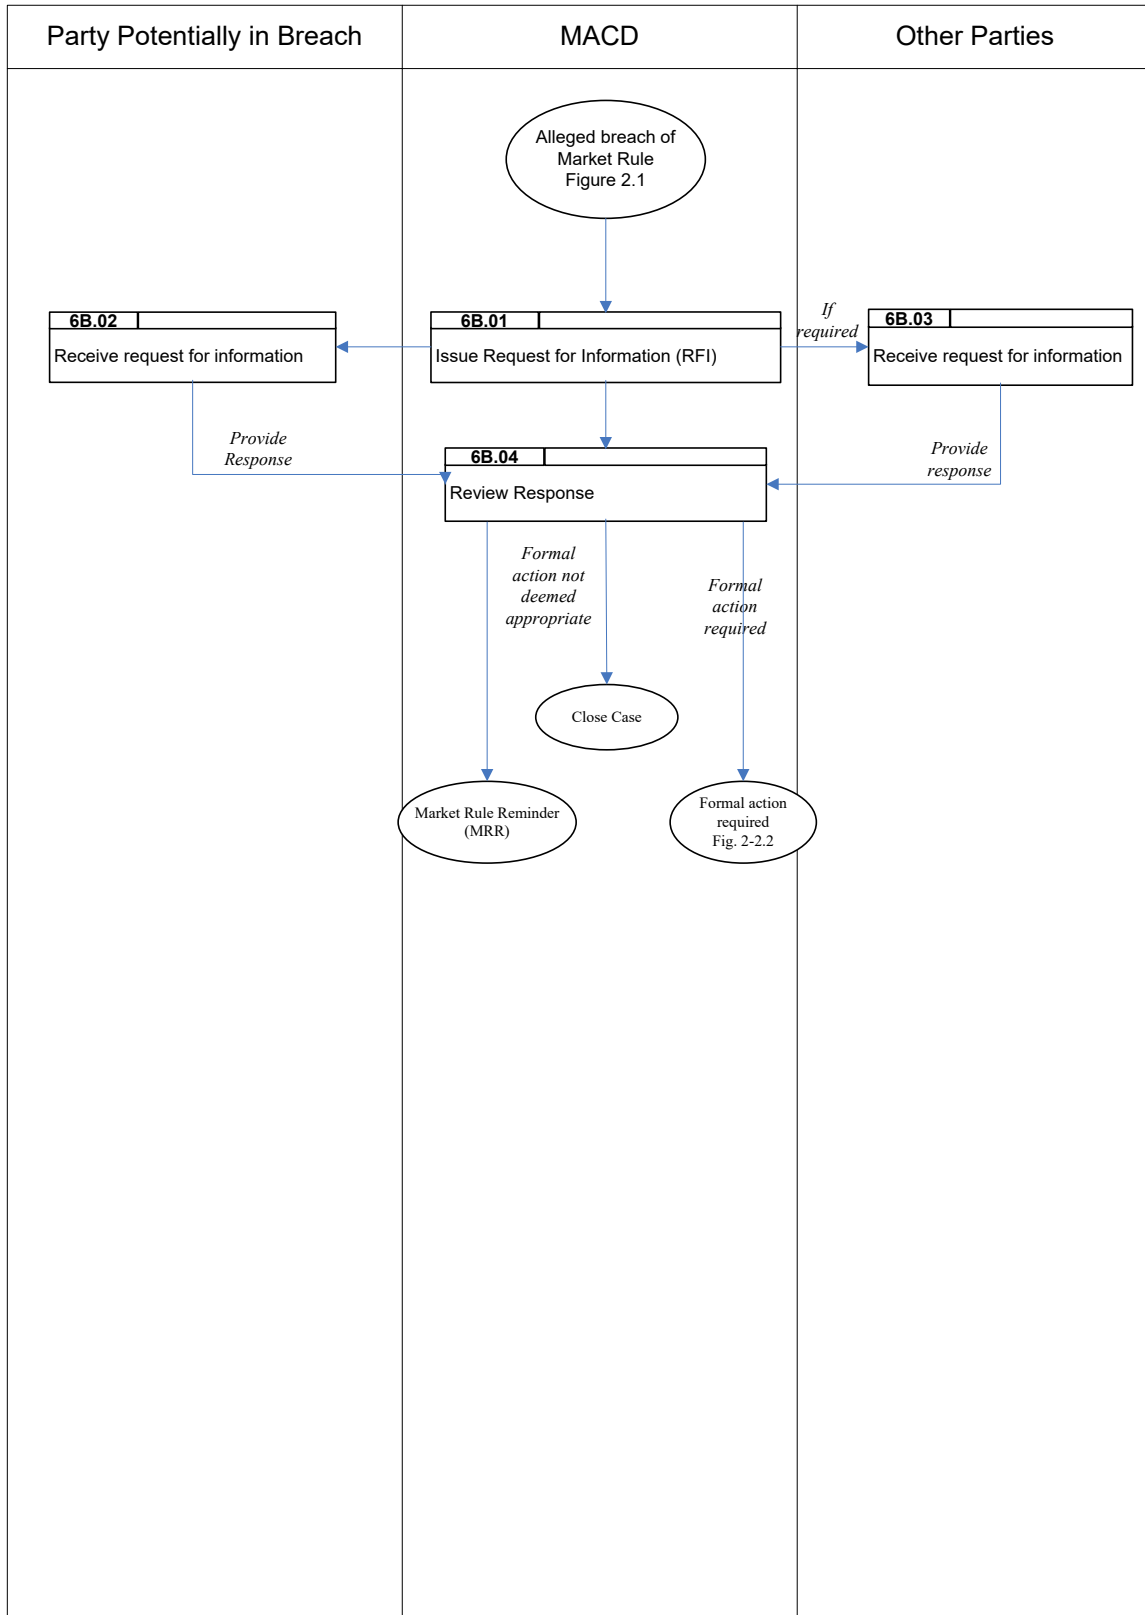 Party Potentially in Breach
MACD
Other Parties
Alleged breach of
Market Rule
Figure 2.1
6B.02
Receive request for information
6B.01
Issue Request for Information (RFI)
If
required
6B.03
Receive request for information
Provide
Response
6B.04
Review Response
Provide
response
Formal
action not
deemed
appropriate
Formal
action
required
Close Case
Market Rule Reminder
(MRR)
Formal action
required
Fig. 2-2.2